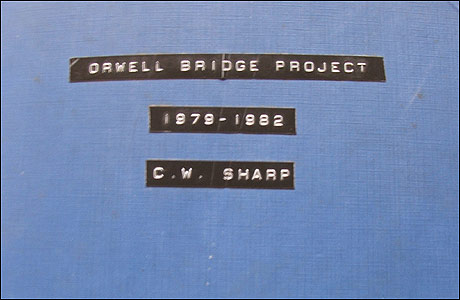 ORWELL BRIDGE PROJECT
1979-1982
C.W. SHARP